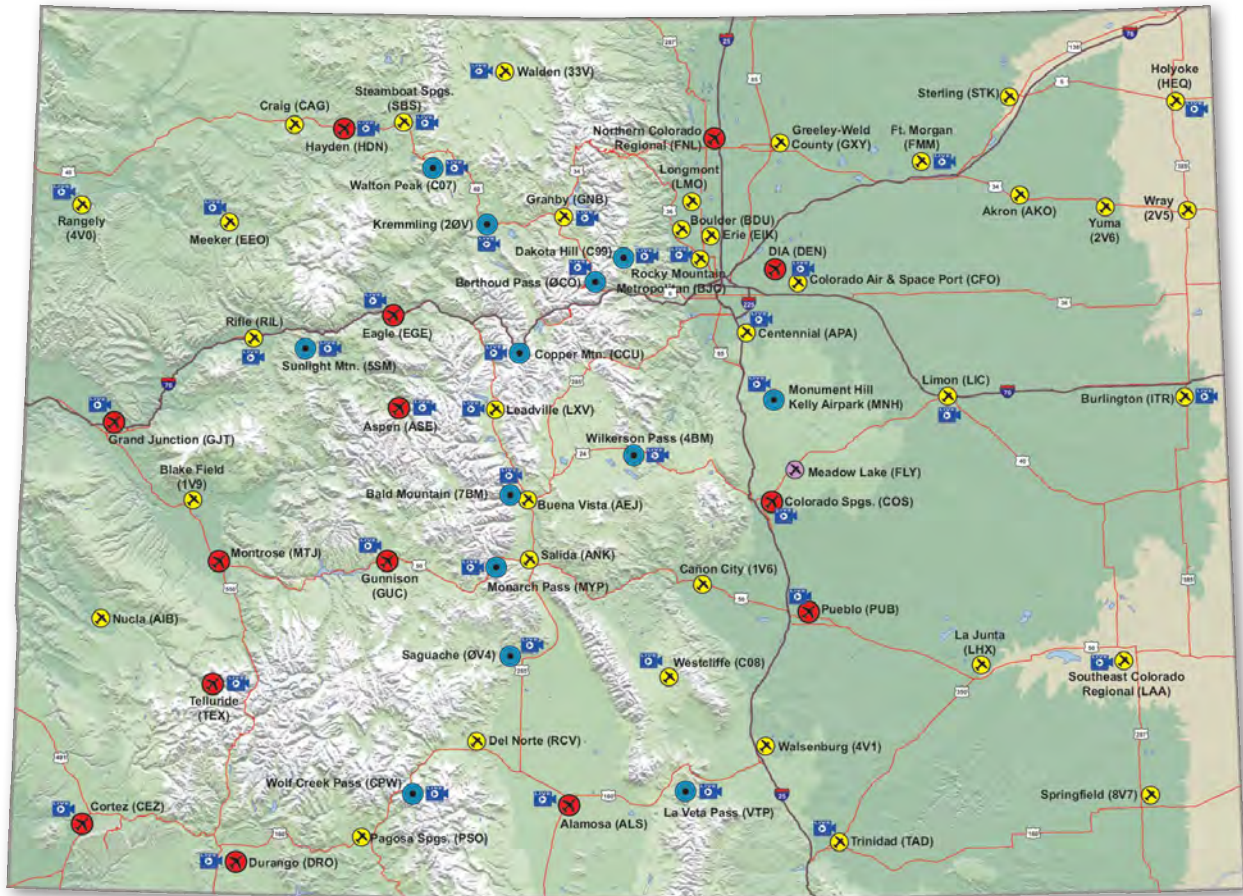 Walden (33V)
Steamboat Spgs.
(SBS)
Craig (CAG)
Hayden (HDN)
Walton Peak (C07)
Rangely
(4V0)
Meeker (EEO)
Kremmling (2ØV)
Granby (GNB)
Northern Colorado
Regional (FNL)
Greeley-Weld
County (GXY)
Longmont
(LMO)
Boulder (BDU)
Erie (EIK)
Sterling (STK)
Ft. Morgan
(FMM)
Holyoke
(HEQ)
Akron (AKO)
Yuma
(2V6)
Wray
(2V5)
Dakota Hill (C99)
Berthoud Pass (ØCO)
Rocky Mountain
Metropolitan (BJC)
DIA (DEN)
Colorado Air & Space Port (CFO)
Rifle (RIL)
Eagle (EGE)
Sunlight Mtn. (5SM)
Copper Mtn. (CCU)
Centennial (APA)
Grand Junction (GJT)
Aspen (ASE)
Leadville (LXV)
Monument Hill
Kelly Airpark (MNH)
Limon (LIC)
Burlington (ITR)
Wilkerson Pass (4BM)
Meadow Lake (FLY)
Blake Field
(1V9)
Bald Mountain (7BM)
Buena Vista (AEJ)
Colorado Spgs. (COS)
Montrose (MTJ)
Gunnison
(GUC)
Salida (ANK)
Monarch Pass (MYP)
Cañon City (1V6)
Pueblo (PUB)
Nucla (AIB)
Saguache (ØV4)
Westcliffe (C08)
La Junta
(LHX)
Southeast Colorado
Regional (LAA)
Telluride
(TEX)
Del Norte (RCV)
Walsenburg (4V1)
Wolf Creek Pass (CPW)
La Veta Pass (VTP)
Springfield (8V7)
Cortez (CEZ)
Pagosa Spgs. (PSO)
Alamosa (ALS)
Trinidad (TAD)
Durango (DRO)